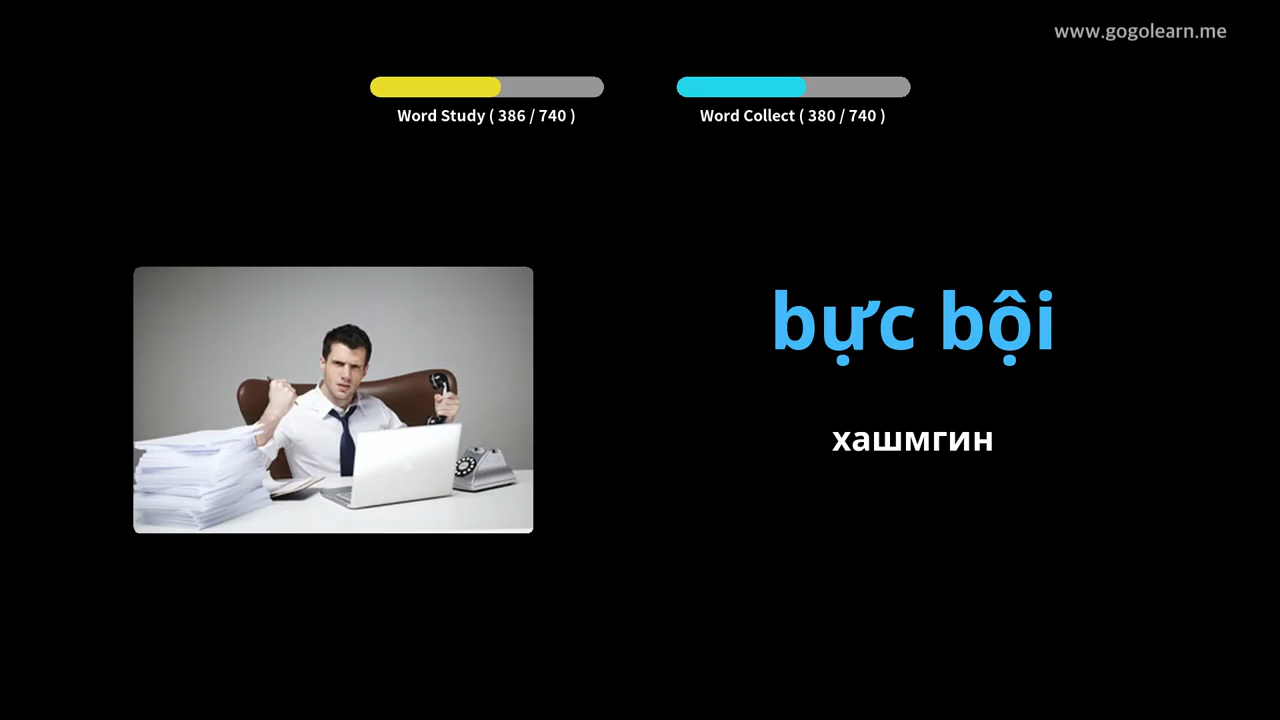 www.gogolearn.me
Word Study ( 386 / 740 )
Word Collect ( 380 / 740 )
bực bội
хашмгин